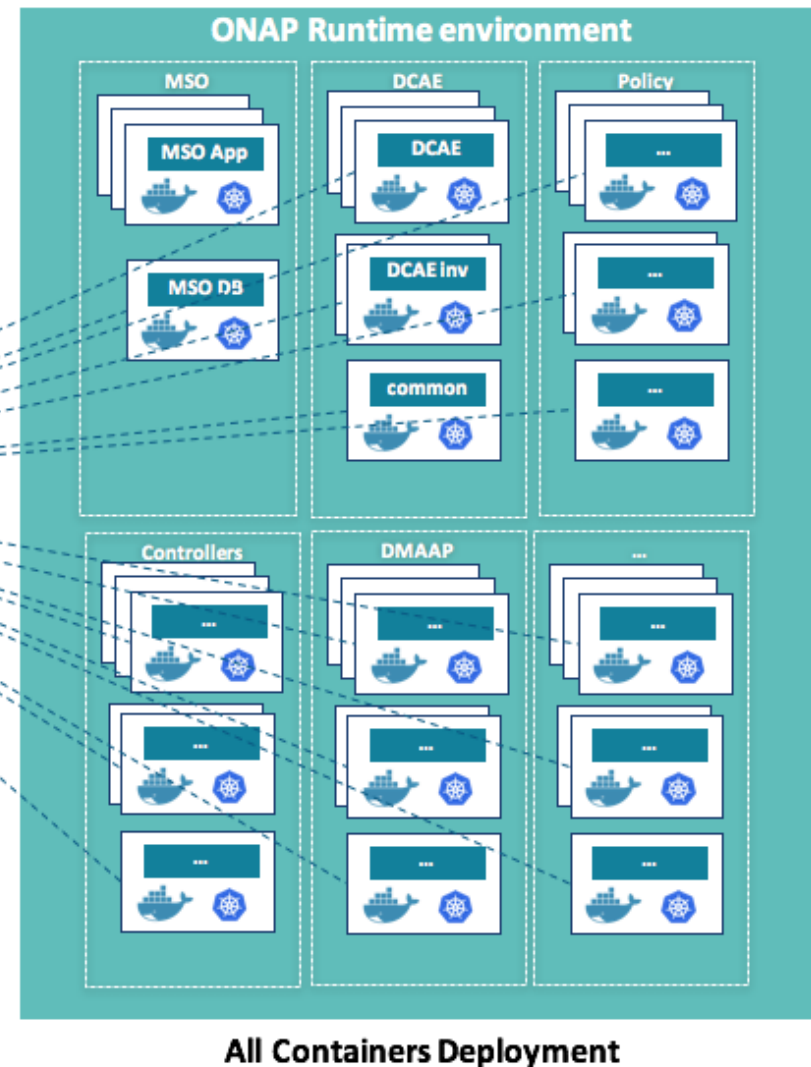 ONAP Runtime environment
MSO
DCAE
Policy
MSO App
DCAE
...
MSO DB
DCAE inv
...
common
...
Controllers
DMAAP
...
...
...
...
...
...
...
...
...
...
All Containers Deployment